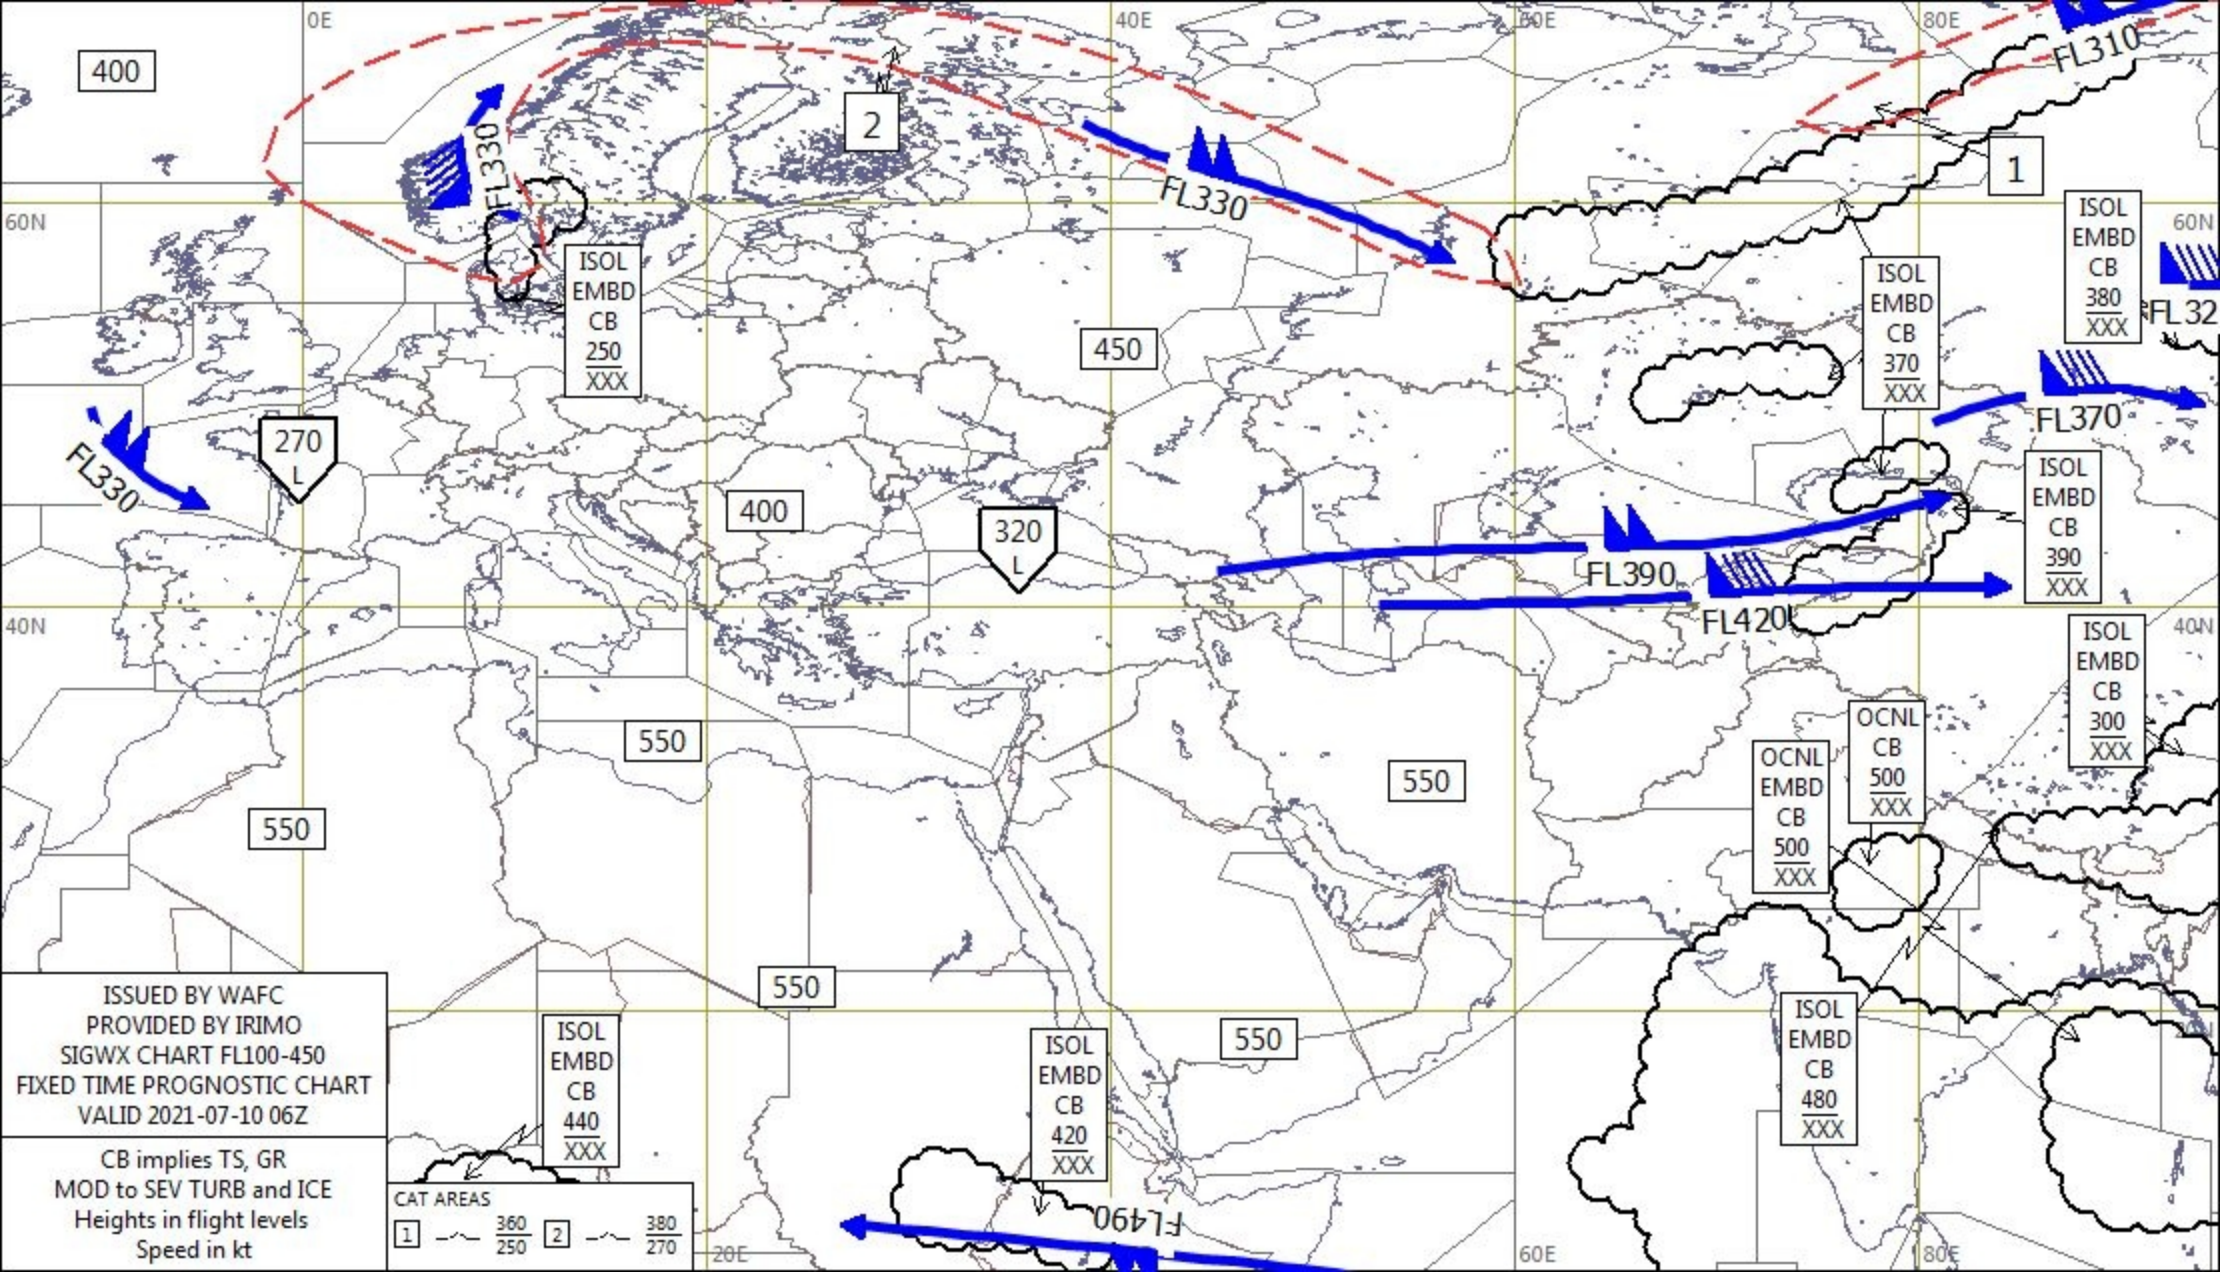 0E
20E
40E
60E
80E
400
FL310
2
FL330
1
FL330
60N
60N
ISOL
EMBD
CB
380
XXX
ISOL
EMBD
CB
250
XXX
ISOL
EMBD
CB
370
XXX
FL32
450
FL370
270
L
FL330
400
320
L
ISOL
EMBD
CB
390
XXX
FL390
FL420
40N
40N
ISOL
EMBD
CB
300
XXX
550
550
OCNL
CB
500
XXX
OCNL
EMBD
CB
500
XXX
550
550
550
ISOL
EMBD
CB
480
XXX
ISSUED BY WAFC
PROVIDED BY IRIMO
SIGWX CHART FL100-450
FIXED TIME PROGNOSTIC CHART
VALID 2021-07-10 06Z
ISOL
EMBD
CB
440
XXX
ISOL
EMBD
CB
420
XXX
CB implies TS, GR
MOD to SEV TURB and ICE
Heights in flight levels
Speed in kt
CAT AREAS
1 360
250
2 380
270
FL490
20E
60E
80E